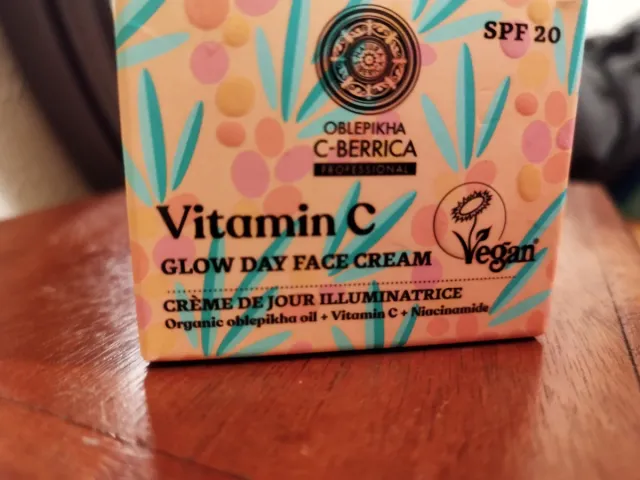 SPF 20
OBLEPIKHA
C-BERRICA
PROFESSIONAL
Vitamin C
Vegan
GLOW DAY FACE CREAM
CRÈME DE JOUR ILLUMINATRICE
Organic oblepikha oil + Vitamin C + Niacinamide